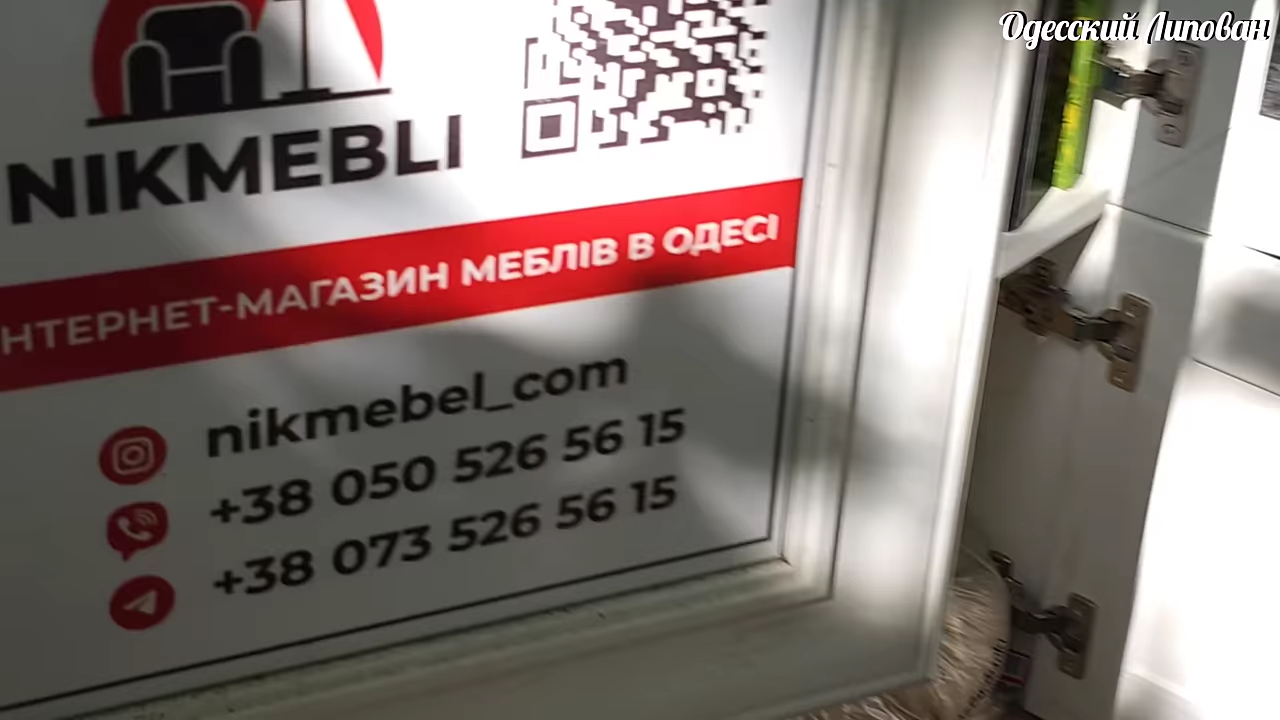 Одесский Липован
NIKMEBLI
НТЕРНЕТ-МАГАЗИН МЕБЛІВ В ОДЕСІ
nikmebel_com
+38 050 526 56 15
+38 073 526 56 15